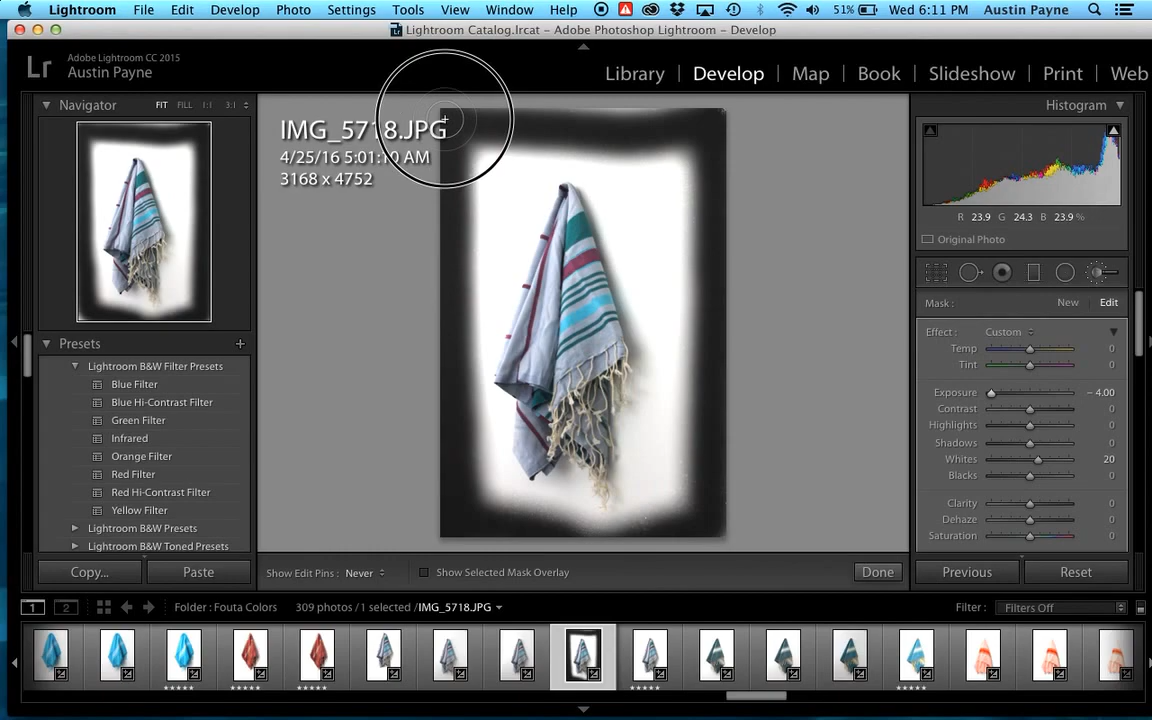 Lightroom File Edit Develop Photo Settings Tools View Window Help 51% Wed 6:11 PM Austin Payne
Lightroom Catalog.lrcat – Adobe Photoshop Lightroom – Develop
Lr Adobe Lightroom CC 2015
Austin Payne
Library | Develop | Map | Book | Slideshow | Print | Web
Navigator FIT FILL 1:1 3:1
IMG_5718.JPG
4/25/16 5:01:10 AM
3168 x 4752
Presets +
Lightroom B&W Filter Presets
Blue Filter
Blue Hi-Contrast Filter
Green Filter
Infrared
Orange Filter
Red Filter
Red Hi-Contrast Filter
Yellow Filter
Lightroom B&W Presets
Lightroom B&W Toned Presets
Copy... Paste
Histogram
R 23.9 G 24.3 B 23.9 %
Original Photo
Mask : New Edit
Effect : Custom
Temp 0
Tint 0
Exposure – 4.00
Contrast 0
Highlights 0
Shadows 0
Whites 20
Blacks 0
Clarity 0
Dehaze 0
Saturation 0
Show Edit Pins : Never Show Selected Mask Overlay Done
Previous Reset
1 2 Folder : Fouta Colors 309 photos / 1 selected / IMG_5718.JPG Filter : Filters Off